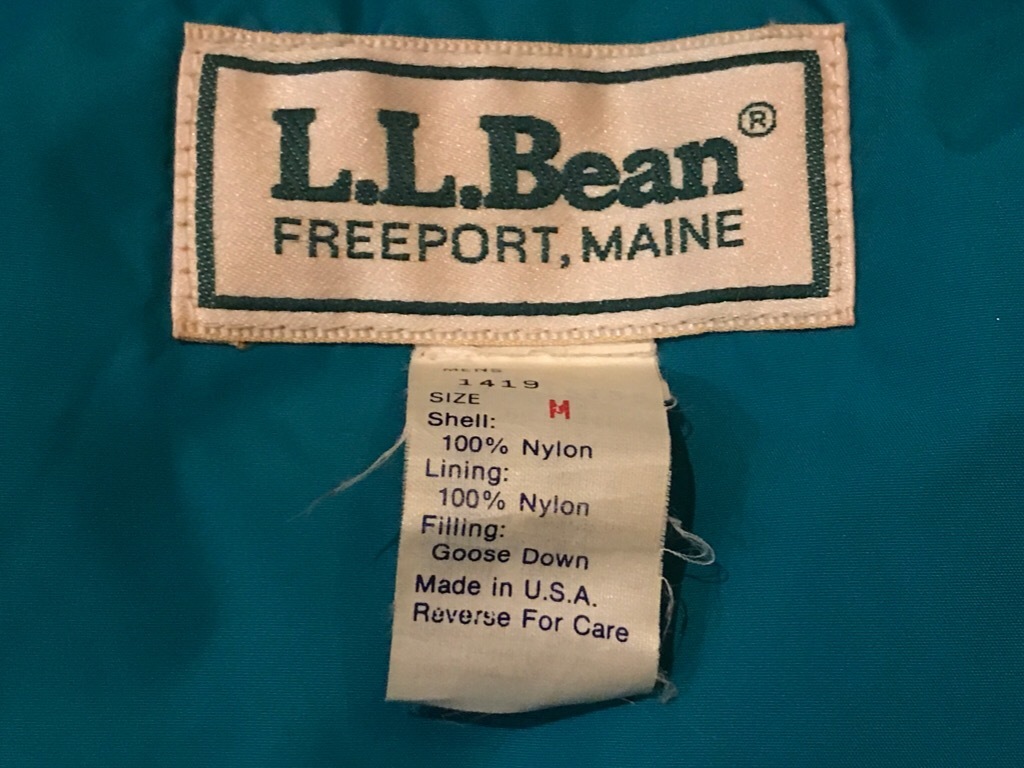 L.L.Bean®
FREEPORT, MAINE
MENS
1419
SIZE M
Shell:
100% Nylon
Lining:
100% Nylon
Filling:
Goose Down
Made in U.S.A.
Reverse For Care